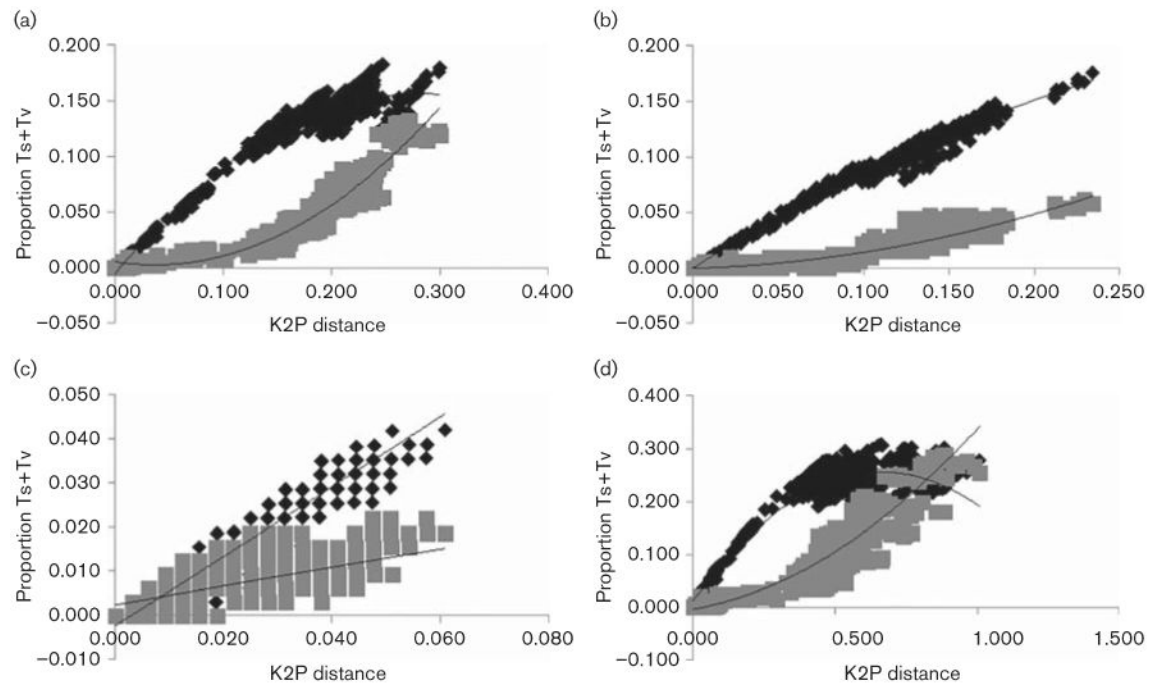 (a)
0.200
0.150
0.100
0.050
0.000
−0.050
Proportion Ts+Tv
0.000 0.100 0.200 0.300 0.400
K2P distance
(b)
0.200
0.150
0.100
0.050
0.000
−0.050
Proportion Ts+Tv
0.000 0.050 0.100 0.150 0.200 0.250
K2P distance
(c)
0.050
0.040
0.030
0.020
0.010
0.000
−0.010
Proportion Ts+Tv
0.000 0.020 0.040 0.060 0.080
K2P distance
(d)
0.400
0.300
0.200
0.100
0.000
−0.100
Proportion Ts+Tv
0.000 0.500 1.000 1.500
K2P distance